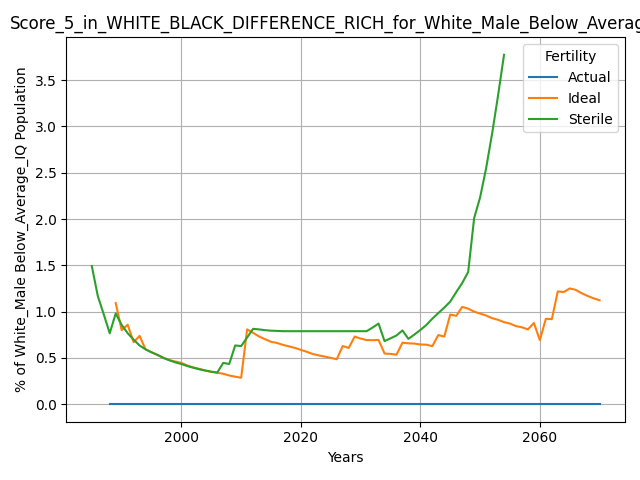 Score_5_in_WHITE_BLACK_DIFFERENCE_RICH_for_White_Male_Below_Averag
Fertility
Actual
Ideal
Sterile
% of White_Male Below_Average_IQ Population
3.5
3.0
2.5
2.0
1.5
1.0
0.5
0.0
2000
2020
2040
2060
Years